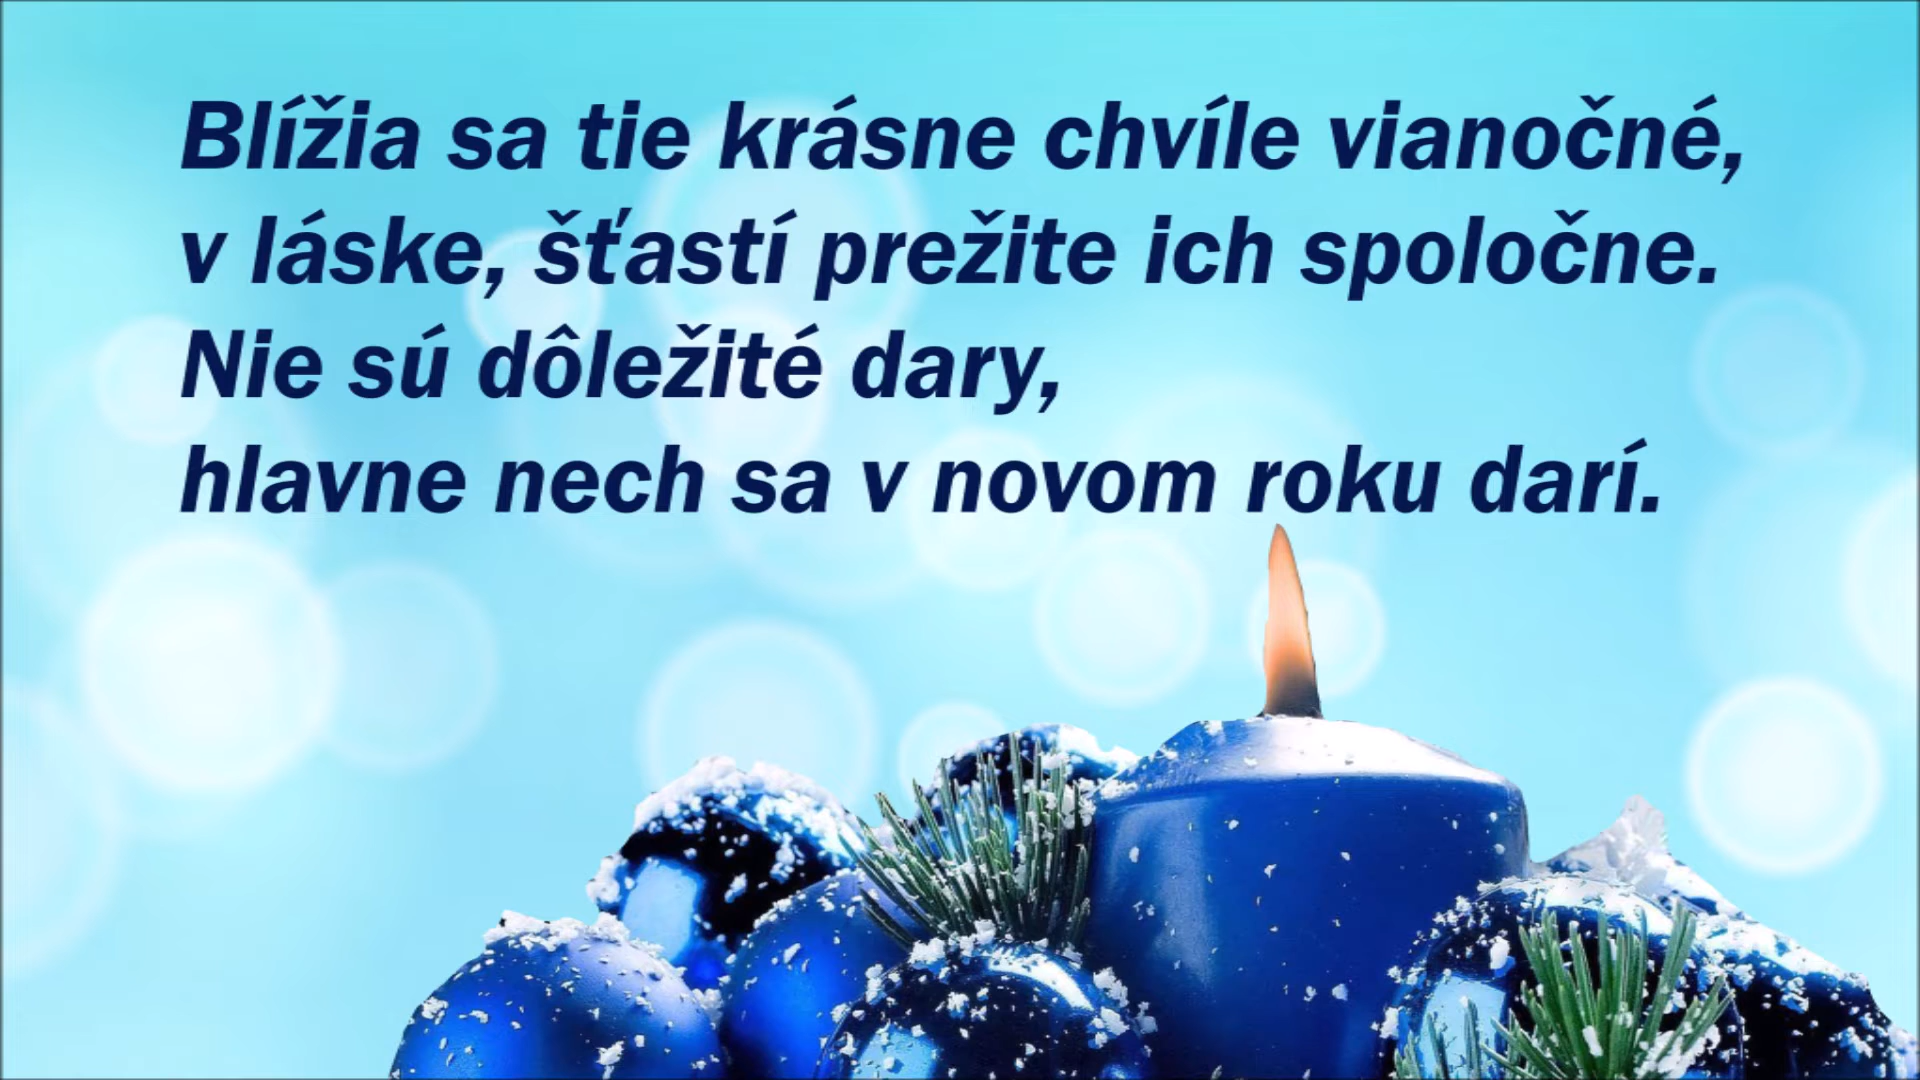 Blížia sa tie krásne chvíle vianočné,
v láske, šťastí prežite ich spoločne.
Nie sú dôležité dary,
hlavne nech sa v novom roku darí.